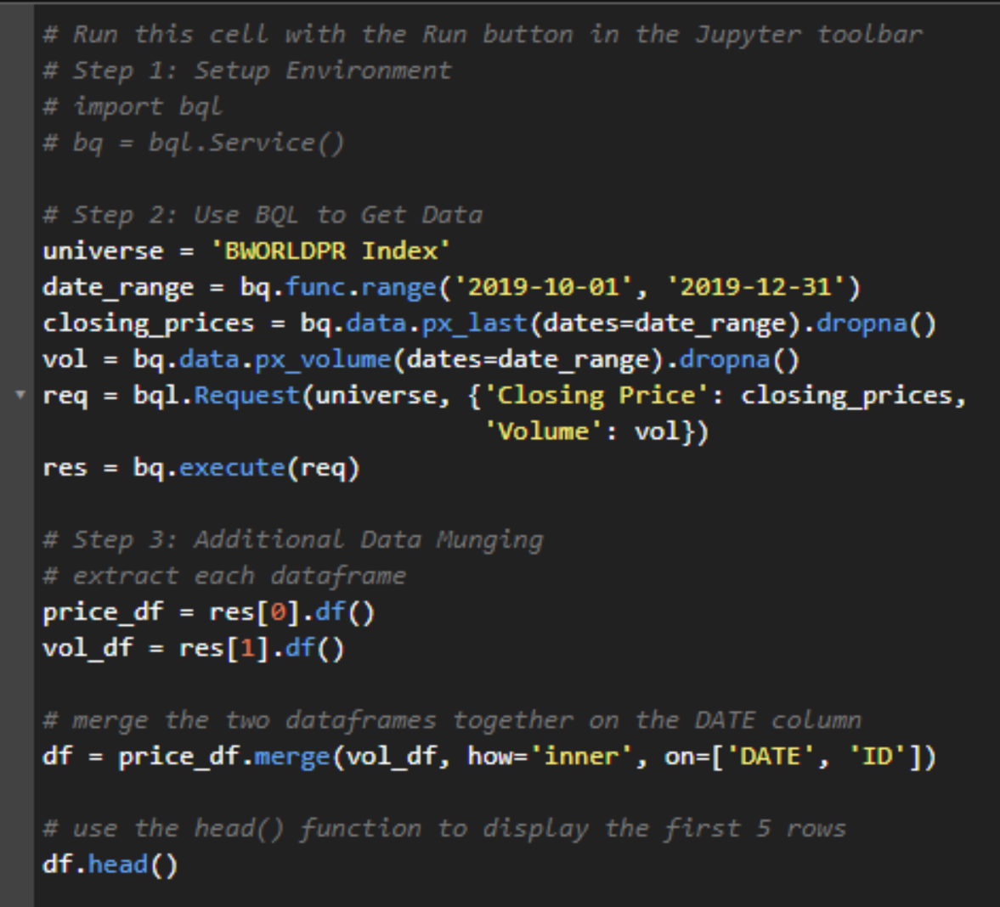 # Run this cell with the Run button in the Jupyter toolbar
# Step 1: Setup Environment
# import bql
# bq = bql.Service()
# Step 2: Use BQL to Get Data
universe = 'BWORLDPR Index'
date_range = bq.func.range('2019-10-01', '2019-12-31')
closing_prices = bq.data.px_last(dates=date_range).dropna()
vol = bq.data.px_volume(dates=date_range).dropna()
req = bql.Request(universe, {'Closing Price': closing_prices,
'Volume': vol})
res = bq.execute(req)
# Step 3: Additional Data Munging
# extract each dataframe
price_df = res[0].df()
vol_df = res[1].df()
# merge the two dataframes together on the DATE column
df = price_df.merge(vol_df, how='inner', on=['DATE', 'ID'])
# use the head() function to display the first 5 rows
df.head()